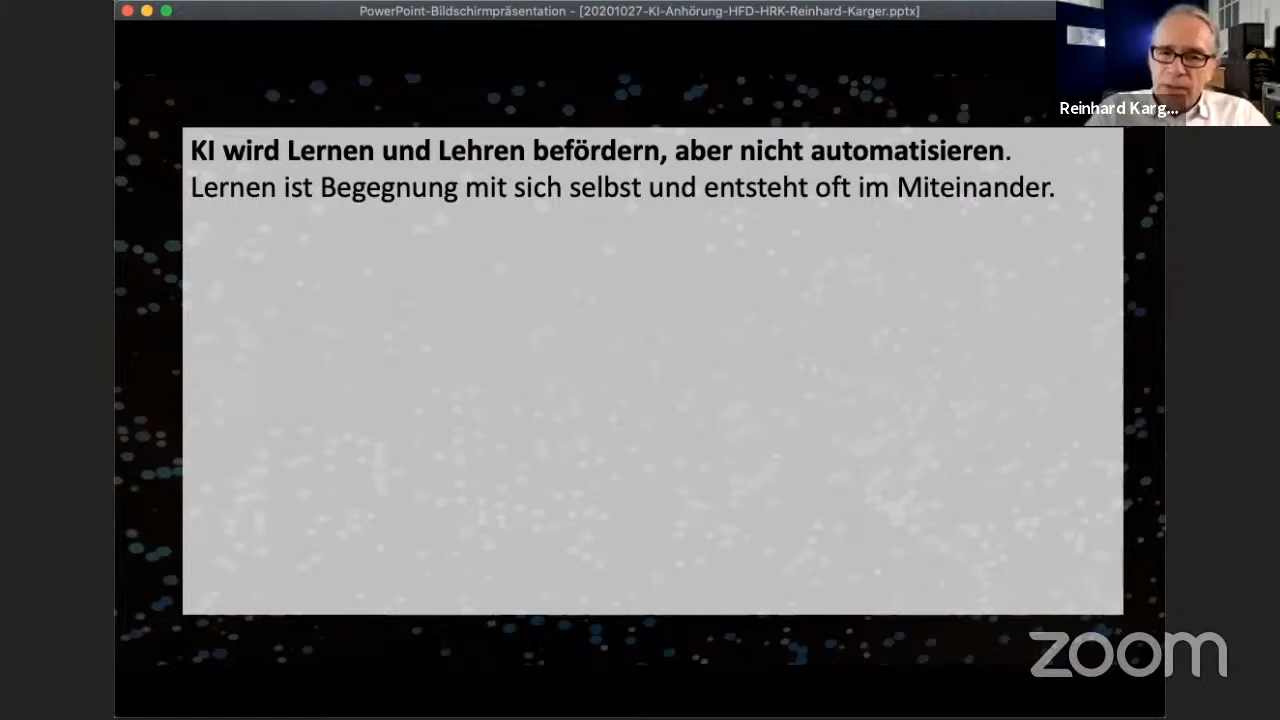 PowerPoint-Bildschirmpräsentation - [20201027-KI-Anhörung-HFD-HRK-Reinhard-Karger.pptx]
Reinhard Karg...
KI wird Lernen und Lehren befördern, aber nicht automatisieren.
Lernen ist Begegnung mit sich selbst und entsteht oft im Miteinander.
zoom